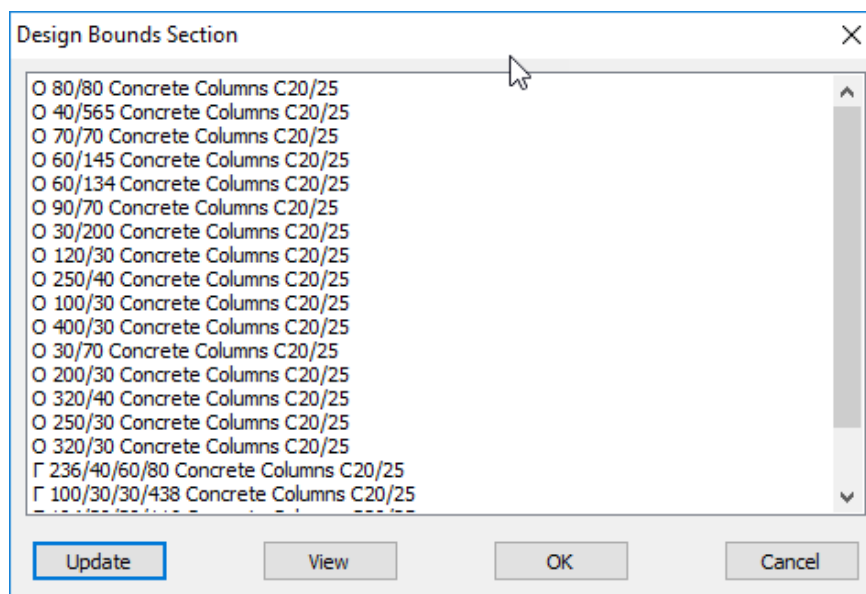 Design Bounds Section
O 80/80 Concrete Columns C20/25
O 40/565 Concrete Columns C20/25
O 70/70 Concrete Columns C20/25
O 60/145 Concrete Columns C20/25
O 60/134 Concrete Columns C20/25
O 90/70 Concrete Columns C20/25
O 30/200 Concrete Columns C20/25
O 120/30 Concrete Columns C20/25
O 250/40 Concrete Columns C20/25
O 100/30 Concrete Columns C20/25
O 400/30 Concrete Columns C20/25
O 30/70 Concrete Columns C20/25
O 200/30 Concrete Columns C20/25
O 320/40 Concrete Columns C20/25
O 250/30 Concrete Columns C20/25
O 320/30 Concrete Columns C20/25
Γ 236/40/60/80 Concrete Columns C20/25
Γ 100/30/30/438 Concrete Columns C20/25
Update View OK Cancel